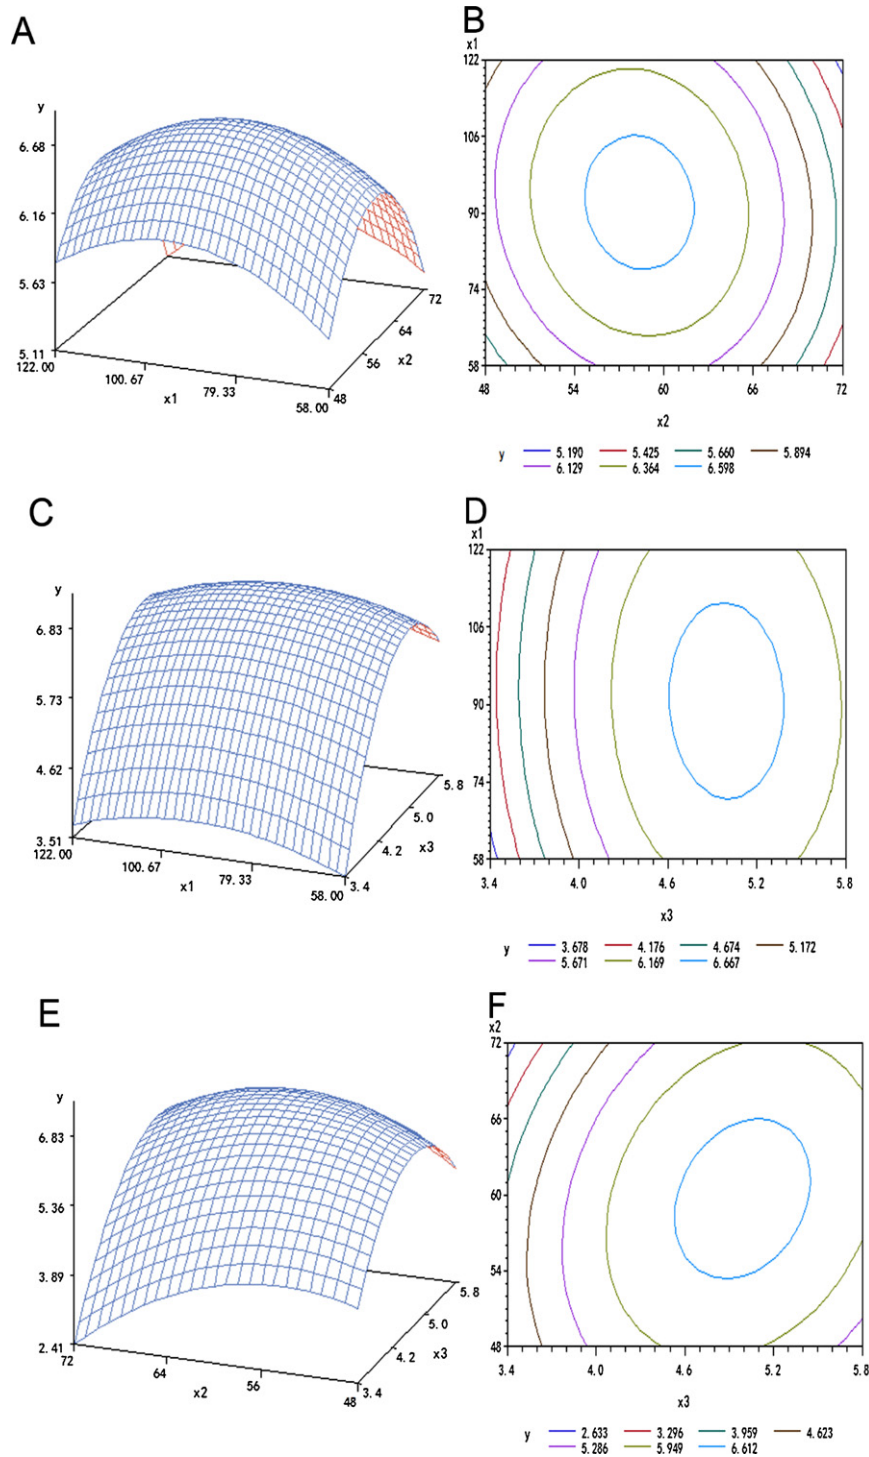 A
y
6.68
6.16
5.63
5.11
122.00
100.67
79.33
58.00
x1
48
56
64
72
x2
B
x1
122
106
90
74
58
48 54 60 66 72
x2
y 5.190 5.425 5.660 5.894
6.129 6.364 6.598
C
y
6.83
5.73
4.62
3.51
122.00
100.67
79.33
58.00
x1
3.4
4.2
5.0
5.8
x3
D
x1
122
106
90
74
58
3.4 4.0 4.6 5.2 5.8
x3
y 3.678 4.176 4.674 5.172
5.671 6.169 6.667
E
y
6.83
5.36
3.89
2.41
72
64
56
48
x2
3.4
4.2
5.0
5.8
x3
F
x2
72
66
60
54
48
3.4 4.0 4.6 5.2 5.8
x3
y 2.633 3.296 3.959 4.623
5.286 5.949 6.612